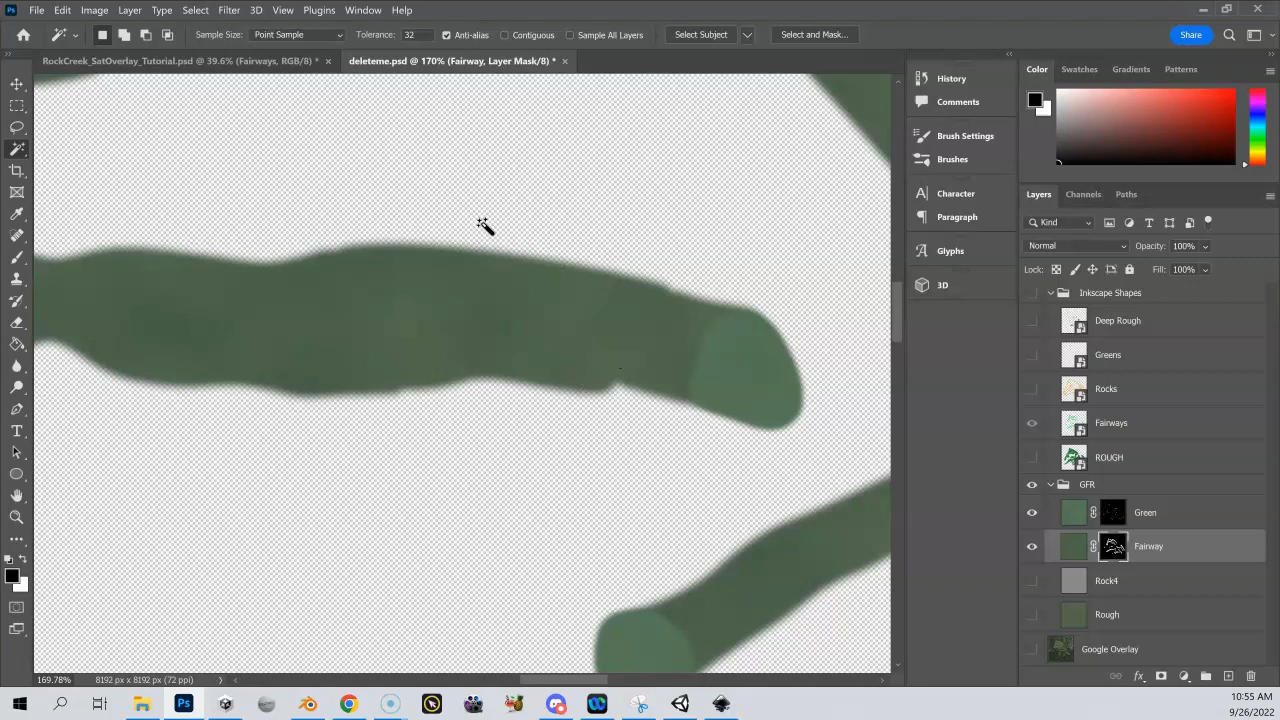 Ps File Edit Image Layer Type Select Filter 3D View Plugins Window Help
Sample Size: Point Sample Tolerance: 32 Anti-alias Contiguous Sample All Layers Select Subject Select and Mask... Share
RockCreek_SatOverlay_Tutorial.psd @ 39.6% (Fairways, RGB/8) * × deleteme.psd @ 170% (Fairway, Layer Mask/8) * ×
History
Comments
Brush Settings
Brushes
Character
Paragraph
Glyphs
3D
Color Swatches Gradients Patterns
Layers Channels Paths
Kind
Normal Opacity: 100%
Lock: Fill: 100%
Inkscape Shapes
Deep Rough
Greens
Rocks
Fairways
ROUGH
GFR
Green
Fairway
Rock4
Rough
Google Overlay
169.78% 8192 px x 8192 px (72 ppi)
Ps
10:55 AM
9/26/2022